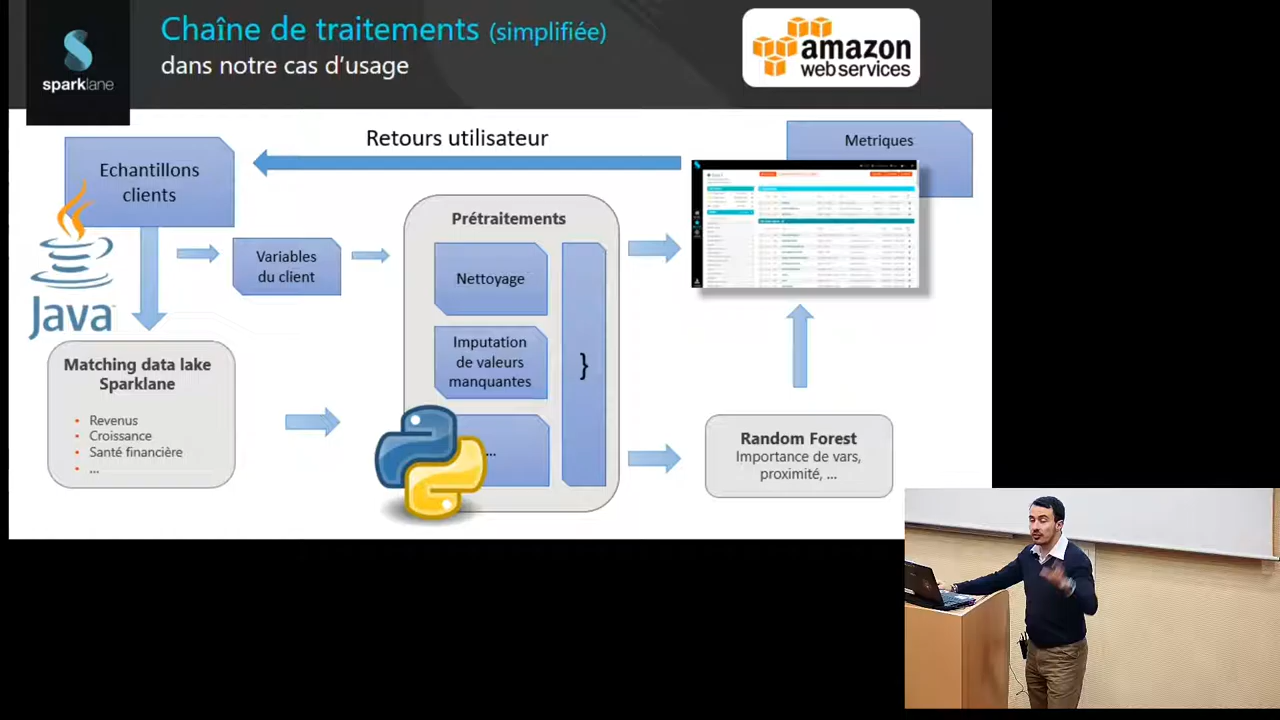 Chaîne de traitements (simplifiée)
dans notre cas d'usage
sparklane
amazon
web services
Retours utilisateur
Metriques
Echantillons
clients
Java
Variables
du client
Prétraitements
Nettoyage
Imputation
de valeurs
manquantes
...
}
Matching data lake
Sparklane
• Revenus
• Croissance
• Santé financière
• ...
Random Forest
Importance de vars,
proximité, ...